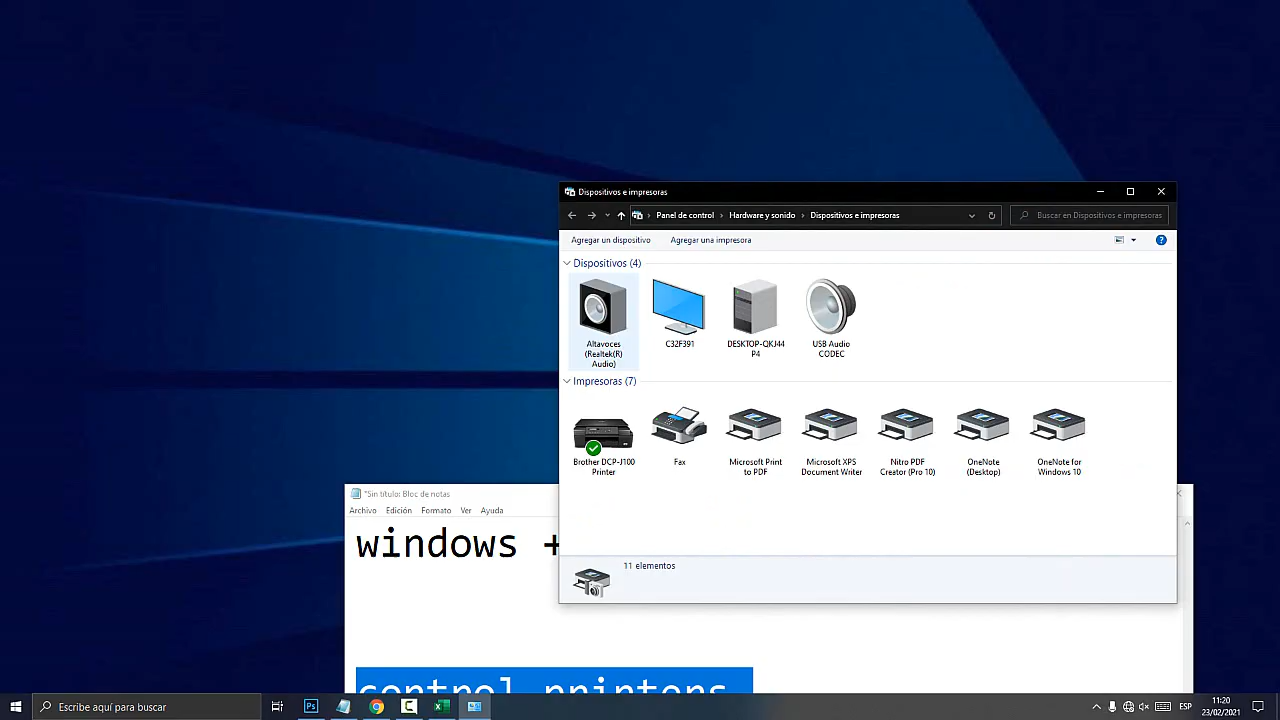 Dispositivos e impresoras
Panel de control Hardware y sonido Dispositivos e impresoras
Buscar en Dispositivos e impresoras
Agregar un dispositivo Agregar una impresora
Dispositivos (4)
Altavoces
(Realtek(R)
Audio)
C32F391
DESKTOP-QKJ44
P4
USB Audio
CODEC
Impresoras (7)
Brother DCP-J100
Printer
Fax
Microsoft Print
to PDF
Microsoft XPS
Document Writer
Nitro PDF
Creator (Pro 10)
OneNote
(Desktop)
OneNote for
Windows 10
11 elementos
*Sin título: Bloc de notas
Archivo Edición Formato Ver Ayuda
windows +
control printers
Escribe aquí para buscar
Ps
ESP
11:20
23/02/2021